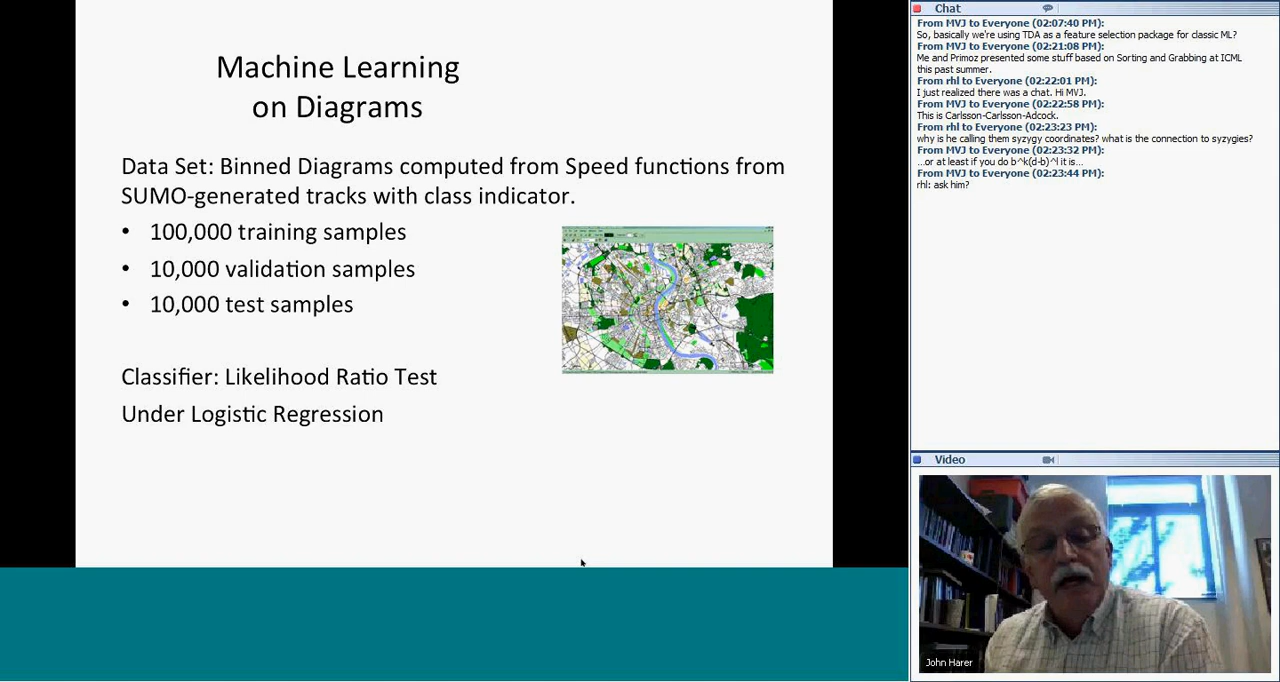 Machine Learning
on Diagrams
Data Set: Binned Diagrams computed from Speed functions from
SUMO-generated tracks with class indicator.
• 100,000 training samples
• 10,000 validation samples
• 10,000 test samples
Classifier: Likelihood Ratio Test
Under Logistic Regression
Chat
From MVJ to Everyone (02:07:40 PM):
So, basically we're using TDA as a feature selection package for classic ML?
From MVJ to Everyone (02:21:08 PM):
Me and Primoz presented some stuff based on Sorting and Grabbing at ICML
this past summer.
From rhl to Everyone (02:22:01 PM):
I just realized there was a chat. Hi MVJ.
From MVJ to Everyone (02:22:58 PM):
This is Carlsson-Carlsson-Adcock.
From rhl to Everyone (02:23:23 PM):
why is he calling them syzygy coordinates? what is the connection to syzygies?
From MVJ to Everyone (02:23:32 PM):
...or at least if you do b^k(d-b)^l it is...
From MVJ to Everyone (02:23:44 PM):
rhl: ask him?
Video
John Harer